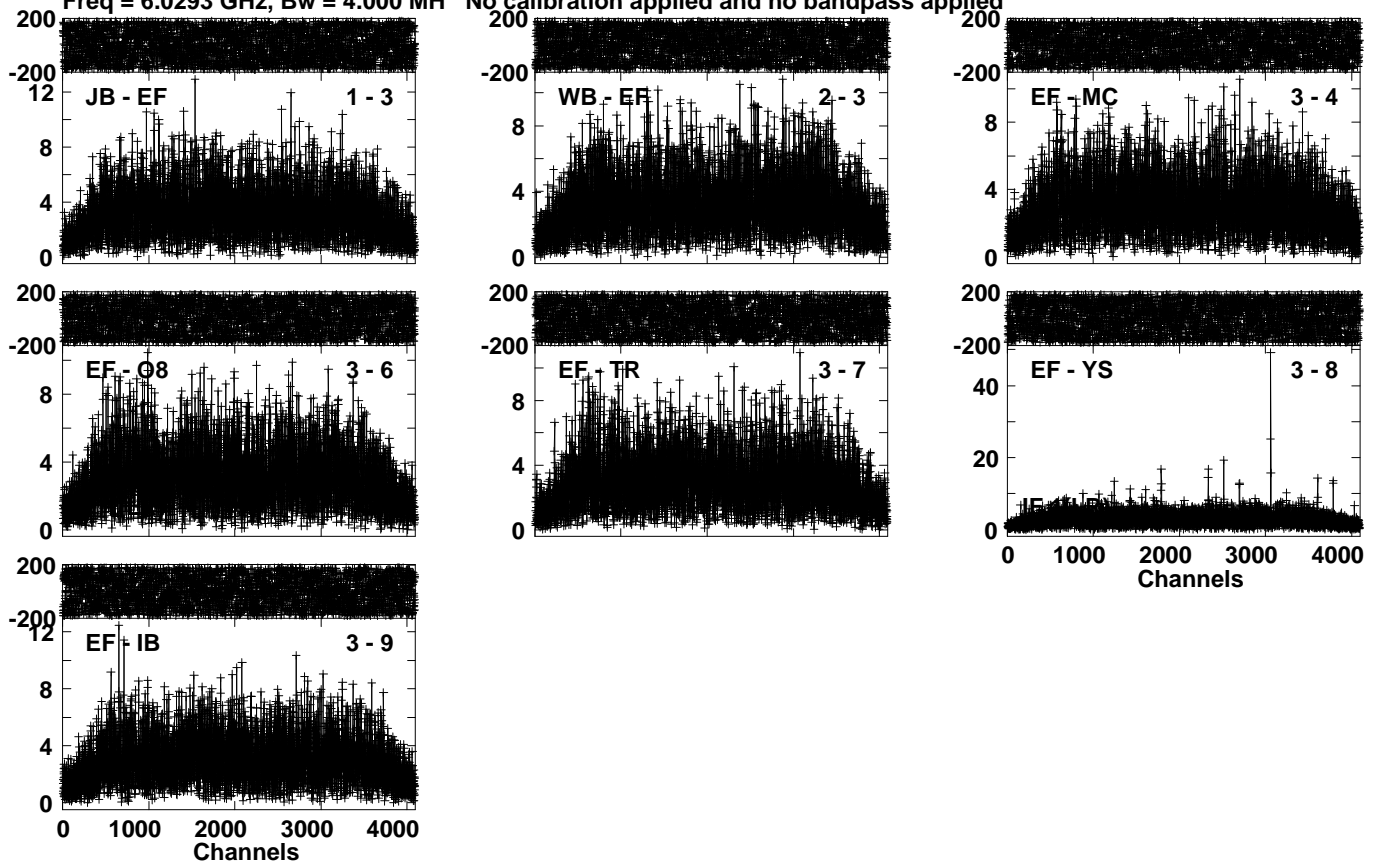 Freq = 6.0293 GHz, Bw = 4.000 MH No calibration applied and no bandpass applied
200 200 200
-200 -200 -200
JB - EF 1 - 3 WB - EF 2 - 3 EF - MC 3 - 4
12
8 8 8
4 4 4
0 0 0
200 200 200
-200 -200 -200
EF - O8 3 - 6 EF - TR 3 - 7 EF - YS 3 - 8
8 8 40
4 4 20
0 0 0
0 1000 2000 3000 4000
Channels
200
-200
12
EF - IB 3 - 9
8
4
0
0 1000 2000 3000 4000
Channels